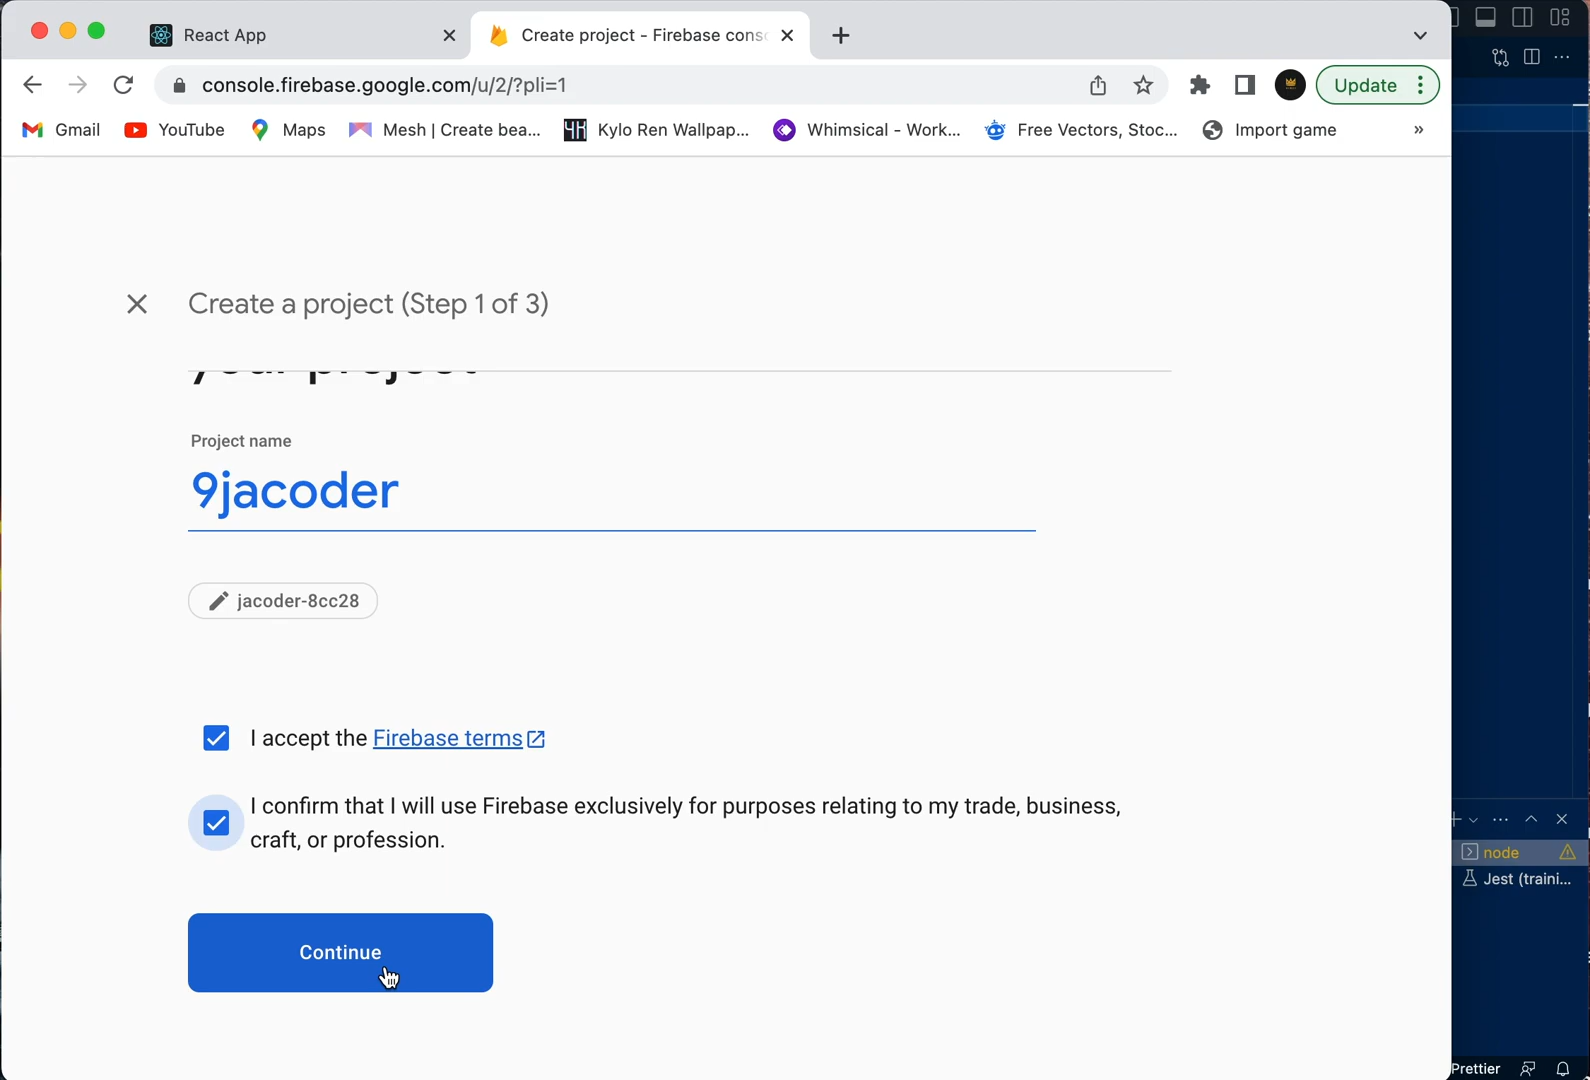 React App
Create project - Firebase cons
console.firebase.google.com/u/2/?pli=1
Update
Gmail
YouTube
Maps
Mesh | Create bea...
Kylo Ren Wallpap...
Whimsical - Work...
Free Vectors, Stoc...
Import game
»
Create a project (Step 1 of 3)
your project
Project name
9jacoder
jacoder-8cc28
I accept the Firebase terms
I confirm that I will use Firebase exclusively for purposes relating to my trade, business,
craft, or profession.
Continue
node
Jest (traini...
Prettier